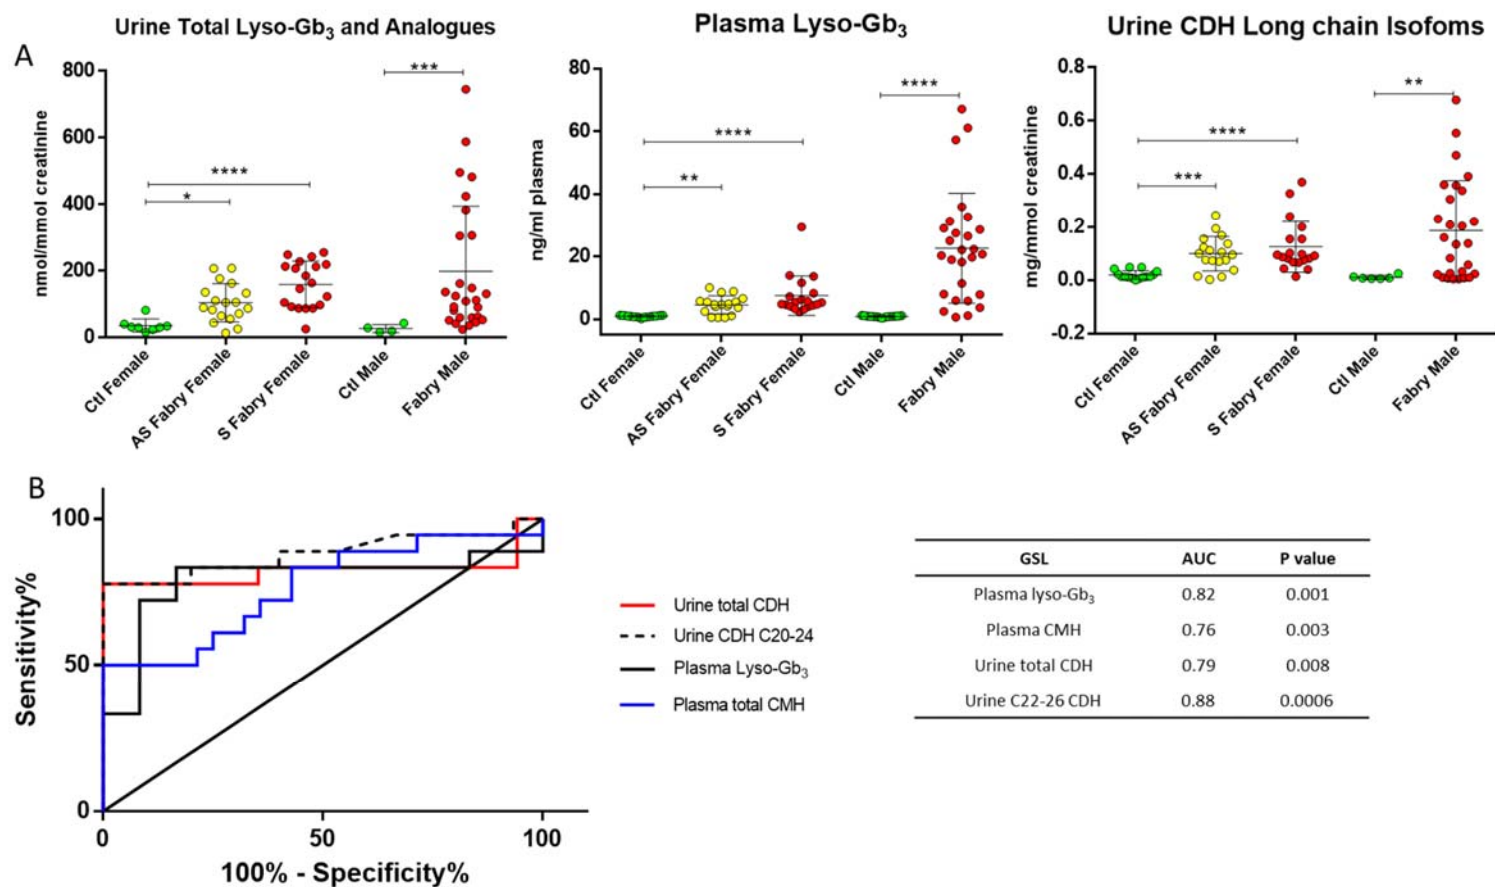 A
Urine Total Lyso-Gb₃ and Analogues
nmol/mmol creatinine
800
600
400
200
0
***
****
*
Ctl Female
AS Fabry Female
S Fabry Female
Ctl Male
Fabry Male
Plasma Lyso-Gb₃
ng/ml plasma
80
60
40
20
0
****
****
**
Ctl Female
AS Fabry Female
S Fabry Female
Ctl Male
Fabry Male
Urine CDH Long chain Isofoms
mg/mmol creatinine
0.8
0.6
0.4
0.2
0.0
-0.2
**
****
***
Ctl Female
AS Fabry Female
S Fabry Female
Ctl Male
Fabry Male
B
Sensitivity%
100
50
0
0 50 100
100% - Specificity%
Urine total CDH
Urine CDH C20-24
Plasma Lyso-Gb₃
Plasma total CMH
GSL AUC P value
Plasma lyso-Gb₃ 0.82 0.001
Plasma CMH 0.76 0.003
Urine total CDH 0.79 0.008
Urine C22-26 CDH 0.88 0.0006